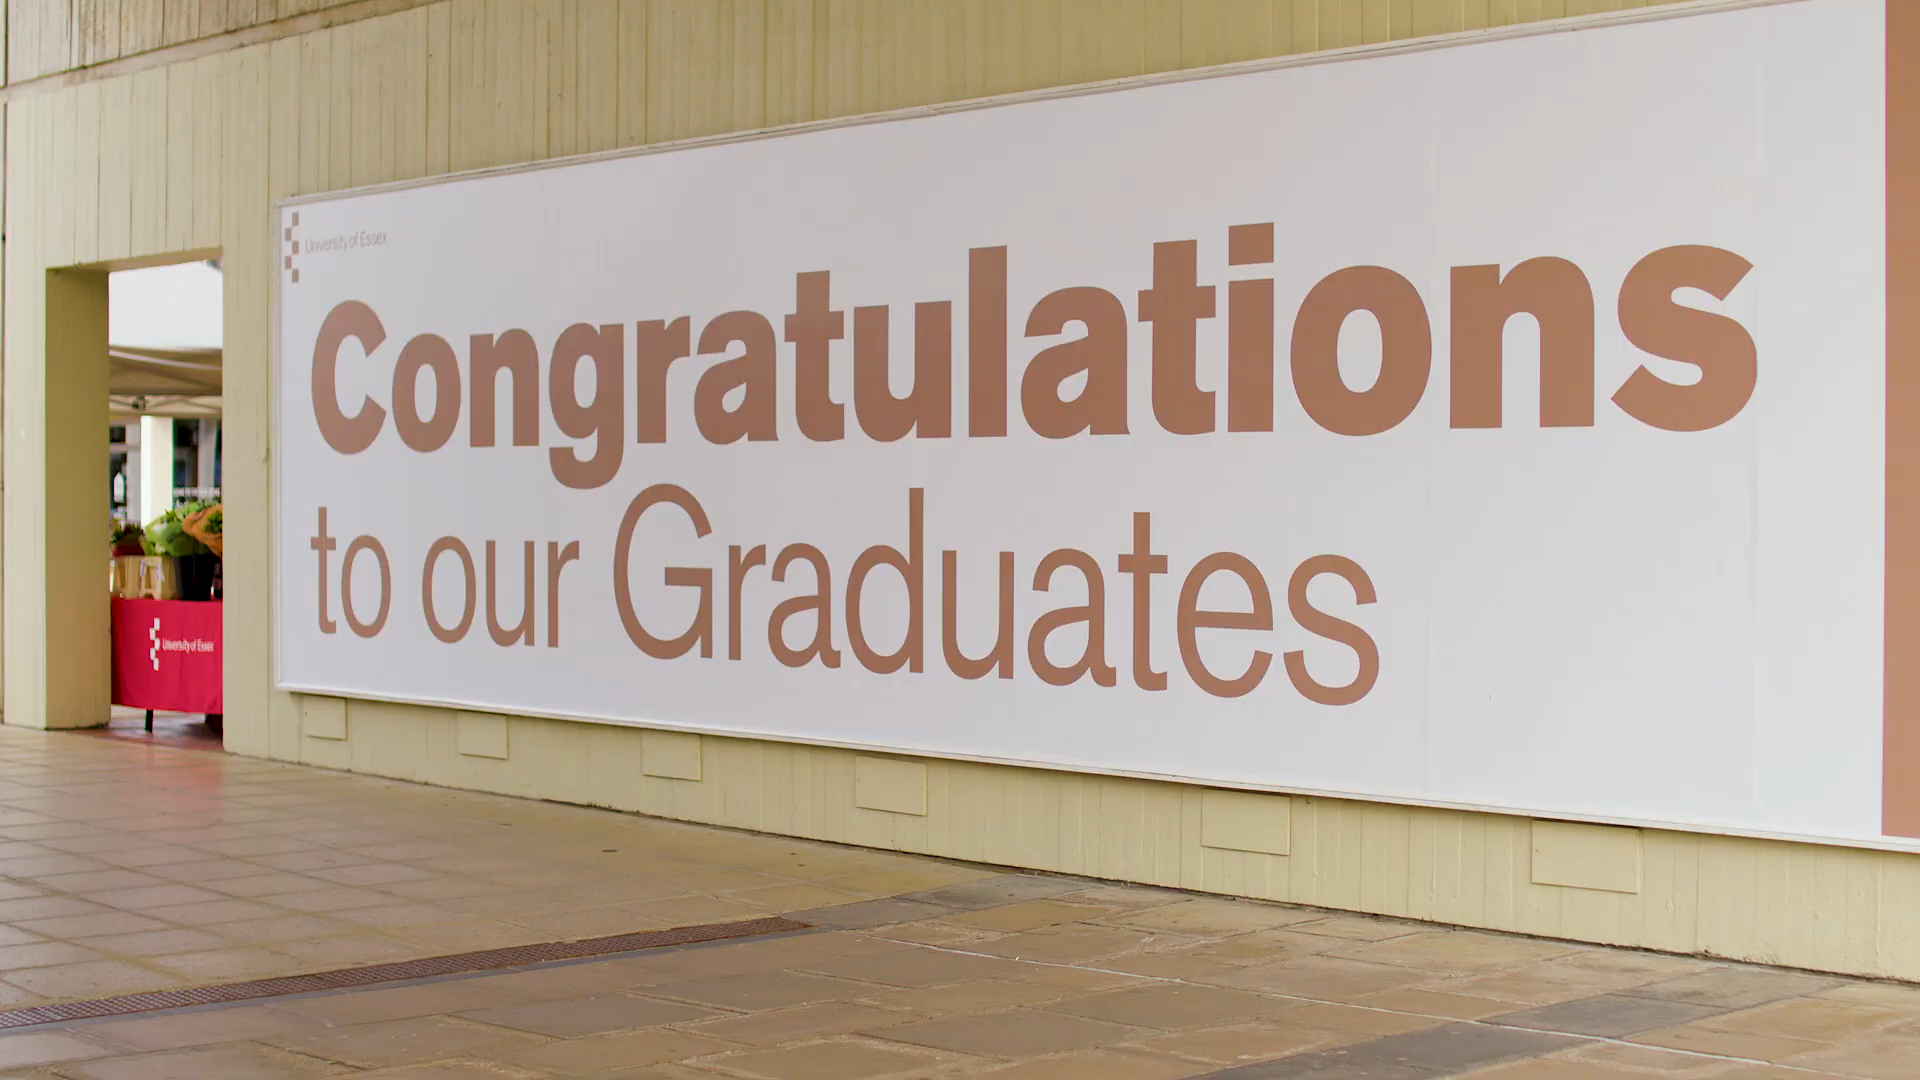 University of Essex
Congratulations
to our Graduates
University of Essex